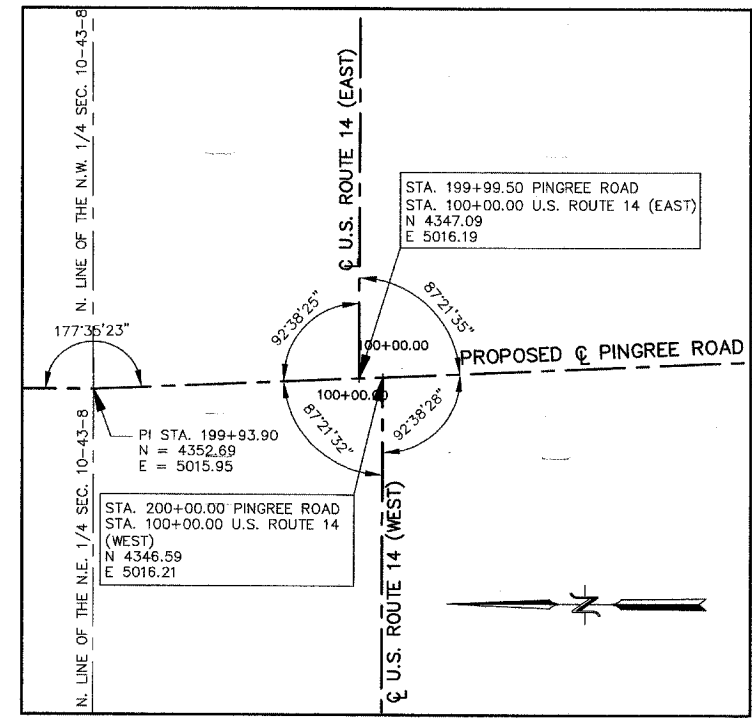 N. LINE OF THE N.W. 1/4 SEC. 10-43-8
℄ U.S. ROUTE 14 (EAST)
STA. 199+99.50 PINGREE ROAD
STA. 100+00.00 U.S. ROUTE 14 (EAST)
N 4347.09
E 5016.19
177°35'23"
92°38'25"
87°21'35"
100+00.00
PROPOSED ℄ PINGREE ROAD
100+00.00
87°21'32"
92°38'28"
PI STA. 199+93.90
N = 4352.69
E = 5015.95
STA. 200+00.00 PINGREE ROAD
STA. 100+00.00 U.S. ROUTE 14
(WEST)
N 4346.59
E 5016.21
N. LINE OF THE N.E. 1/4 SEC. 10-43-8
℄ U.S. ROUTE 14 (WEST)
N